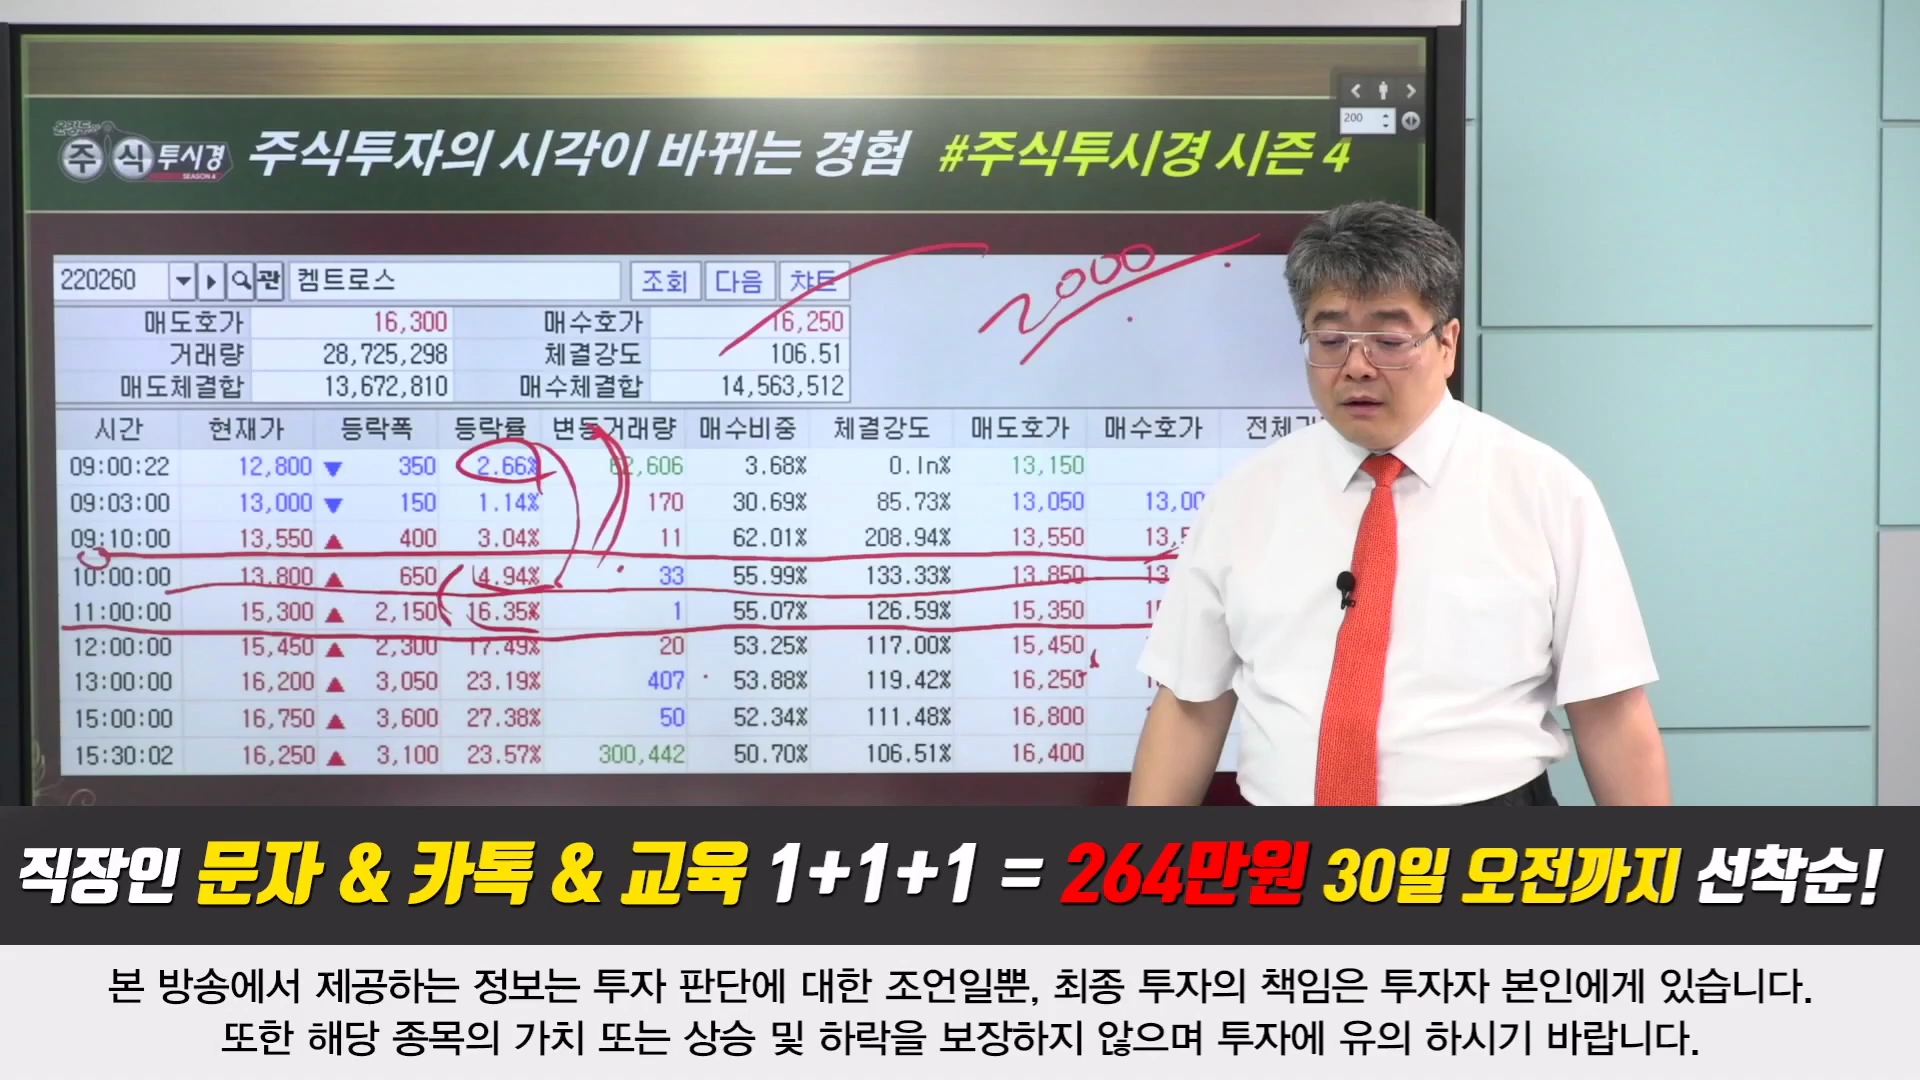 윤정두의
주식투시경
SEASON 4
주식투자의 시각이 바뀌는 경험 #주식투시경 시즌 4
200
220260 관 켐트로스 조회 다음 챠트
2000
매도호가 16,300 매수호가 16,250
거래량 28,725,298 체결강도 106.51
매도체결합 13,672,810 매수체결합 14,563,512
시간 현재가 등락폭 등락률 변동거래량 매수비중 체결강도 매도호가 매수호가
09:00:22 12,800 ▼ 350 2.66% 62,606 3.68% 0.In% 13,150
09:03:00 13,000 ▼ 150 1.14% 170 30.69% 85.73% 13,050 13,00
09:10:00 13,550 ▲ 400 3.04% 11 62.01% 208.94% 13,550 13,5
10:00:00 13,800 ▲ 650 4.94% 33 55.99% 133.33% 13,850 13
11:00:00 15,300 ▲ 2,150 16.35% 1 55.07% 126.59% 15,350
12:00:00 15,450 ▲ 2,300 17.49% 20 53.25% 117.00% 15,450
13:00:00 16,200 ▲ 3,050 23.19% 407 53.88% 119.42% 16,250
15:00:00 16,750 ▲ 3,600 27.38% 50 52.34% 111.48% 16,800
15:30:02 16,250 ▲ 3,100 23.57% 300,442 50.70% 106.51% 16,400
직장인 문자 & 카톡 & 교육 1+1+1 = 264만원 30일 오전까지 선착순!
본 방송에서 제공하는 정보는 투자 판단에 대한 조언일뿐, 최종 투자의 책임은 투자자 본인에게 있습니다.
또한 해당 종목의 가치 또는 상승 및 하락을 보장하지 않으며 투자에 유의 하시기 바랍니다.